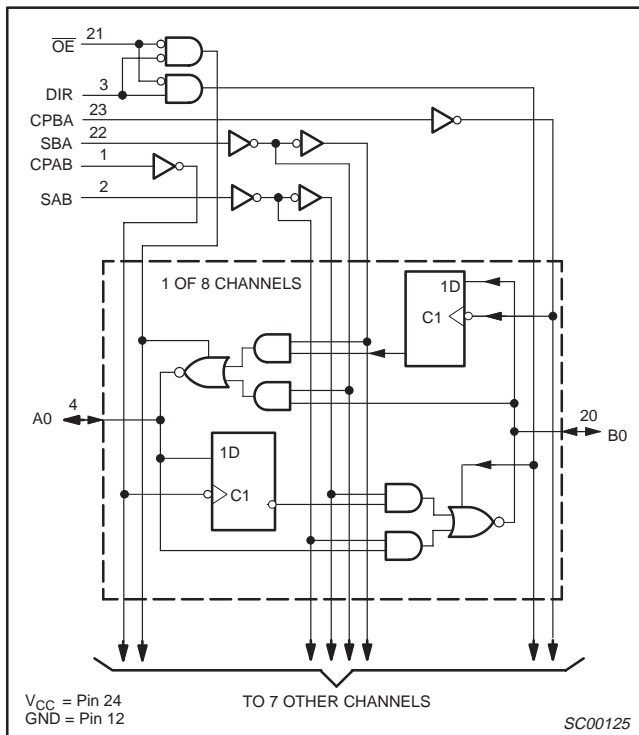 OE 21
DIR 3
CPBA 23
SBA 22
CPAB 1
SAB 2
1 OF 8 CHANNELS
1D
C1
A0 4
20
B0
1D
C1
VCC = Pin 24
GND = Pin 12
TO 7 OTHER CHANNELS
SC00125